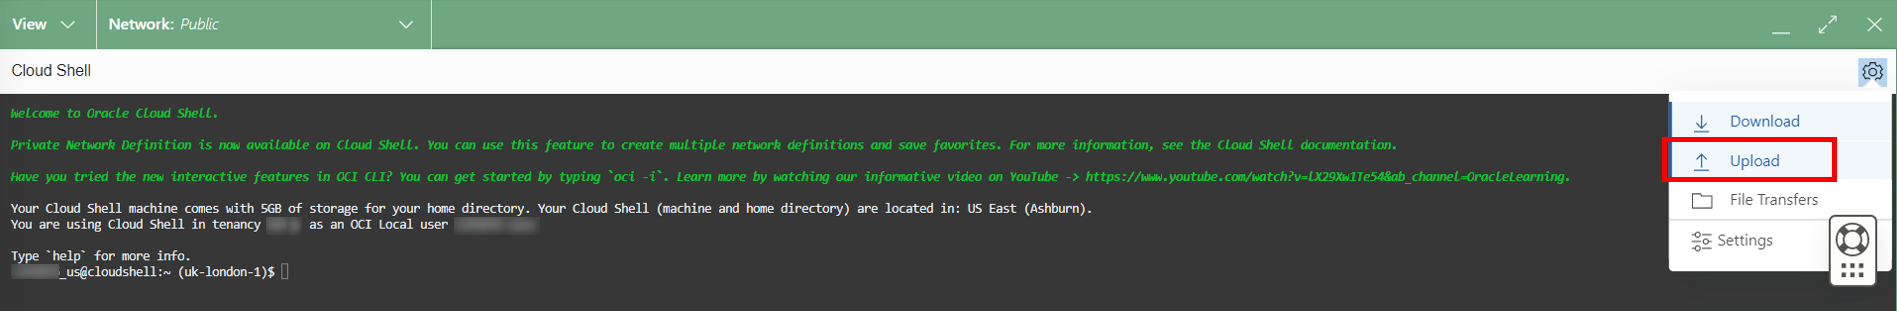 View
Network: Public
Cloud Shell
Welcome to Oracle Cloud Shell.
Private Network Definition is now available on Cloud Shell. You can use this feature to create multiple network definitions and save favorites. For more information, see the Cloud Shell documentation.
Have you tried the new interactive features in OCI CLI? You can get started by typing `oci -i`. Learn more by watching our informative video on YouTube -> https://www.youtube.com/watch?v=lX29Xw1Te54&ab_channel=OracleLearning.
Your Cloud Shell machine comes with 5GB of storage for your home directory. Your Cloud Shell (machine and home directory) are located in: US East (Ashburn).
You are using Cloud Shell in tenancy as an OCI Local user
Type `help` for more info.
_us@cloudshell:~ (uk-london-1)$
Download
Upload
File Transfers
Settings